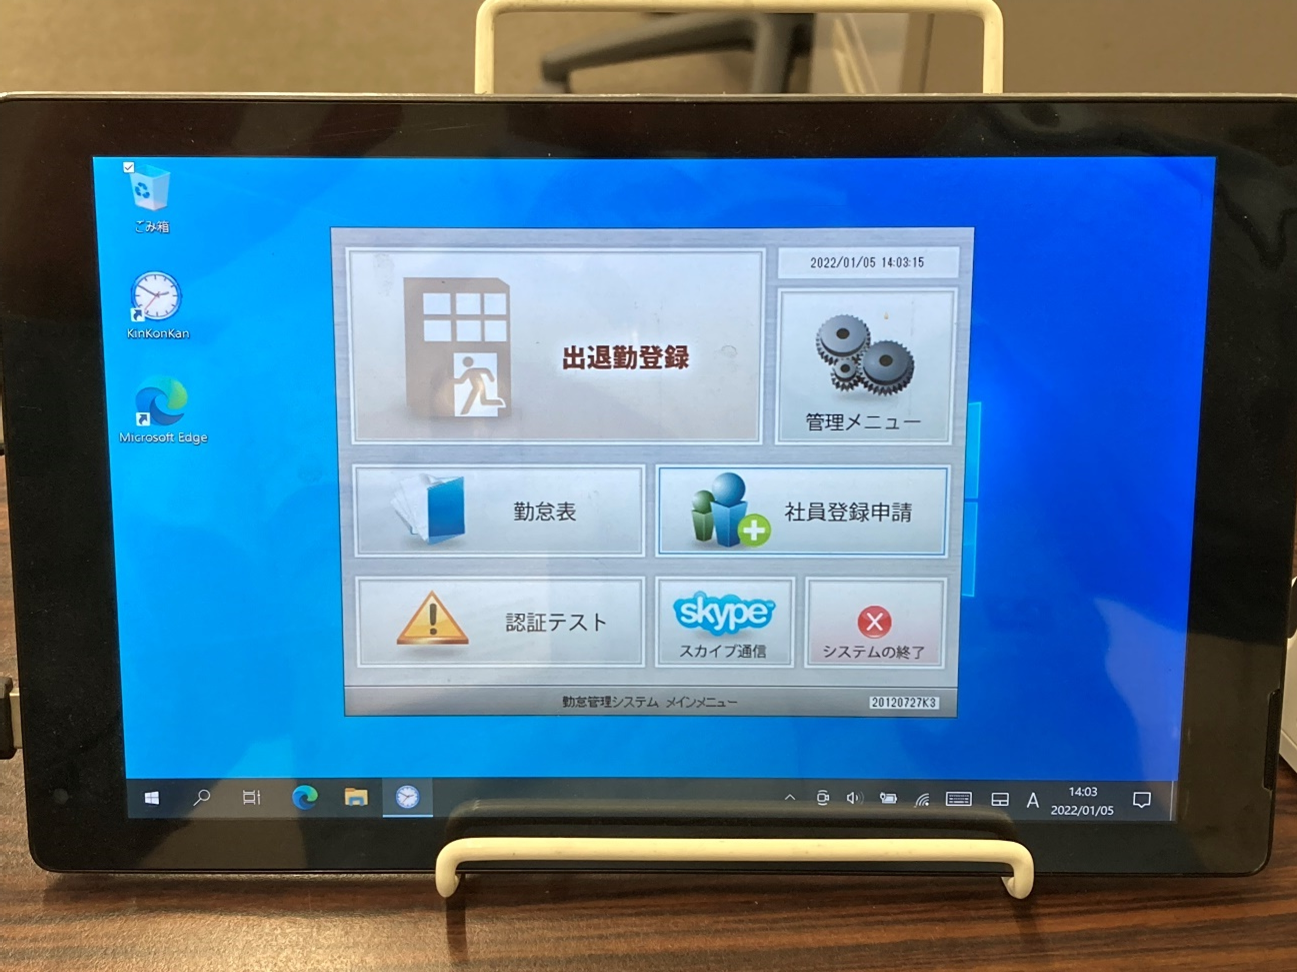 ごみ箱
KinKonKan
Microsoft Edge
2022/01/05 14:03:15
出退勤登録
管理メニュー
勤怠表
社員登録申請
認証テスト
skype
スカイプ通信
システムの終了
勤怠管理システム メインメニュー
20120727K3
A
14:03
2022/01/05